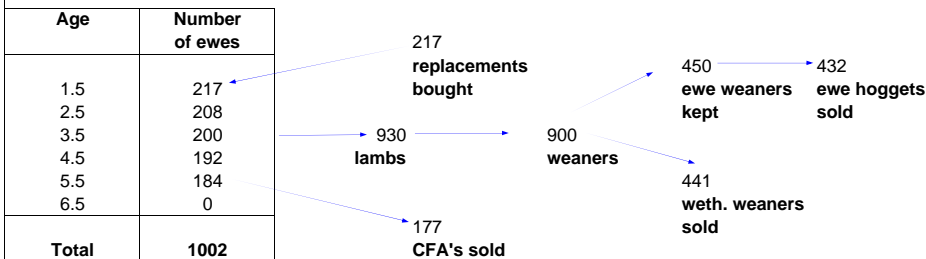 Age Number
of ewes
1.5 217
2.5 208
3.5 200
4.5 192
5.5 184
6.5 0
Total 1002
217
replacements
bought
930
lambs
900
weaners
450
ewe weaners
kept
432
ewe hoggets
sold
441
weth. weaners
sold
177
CFA's sold